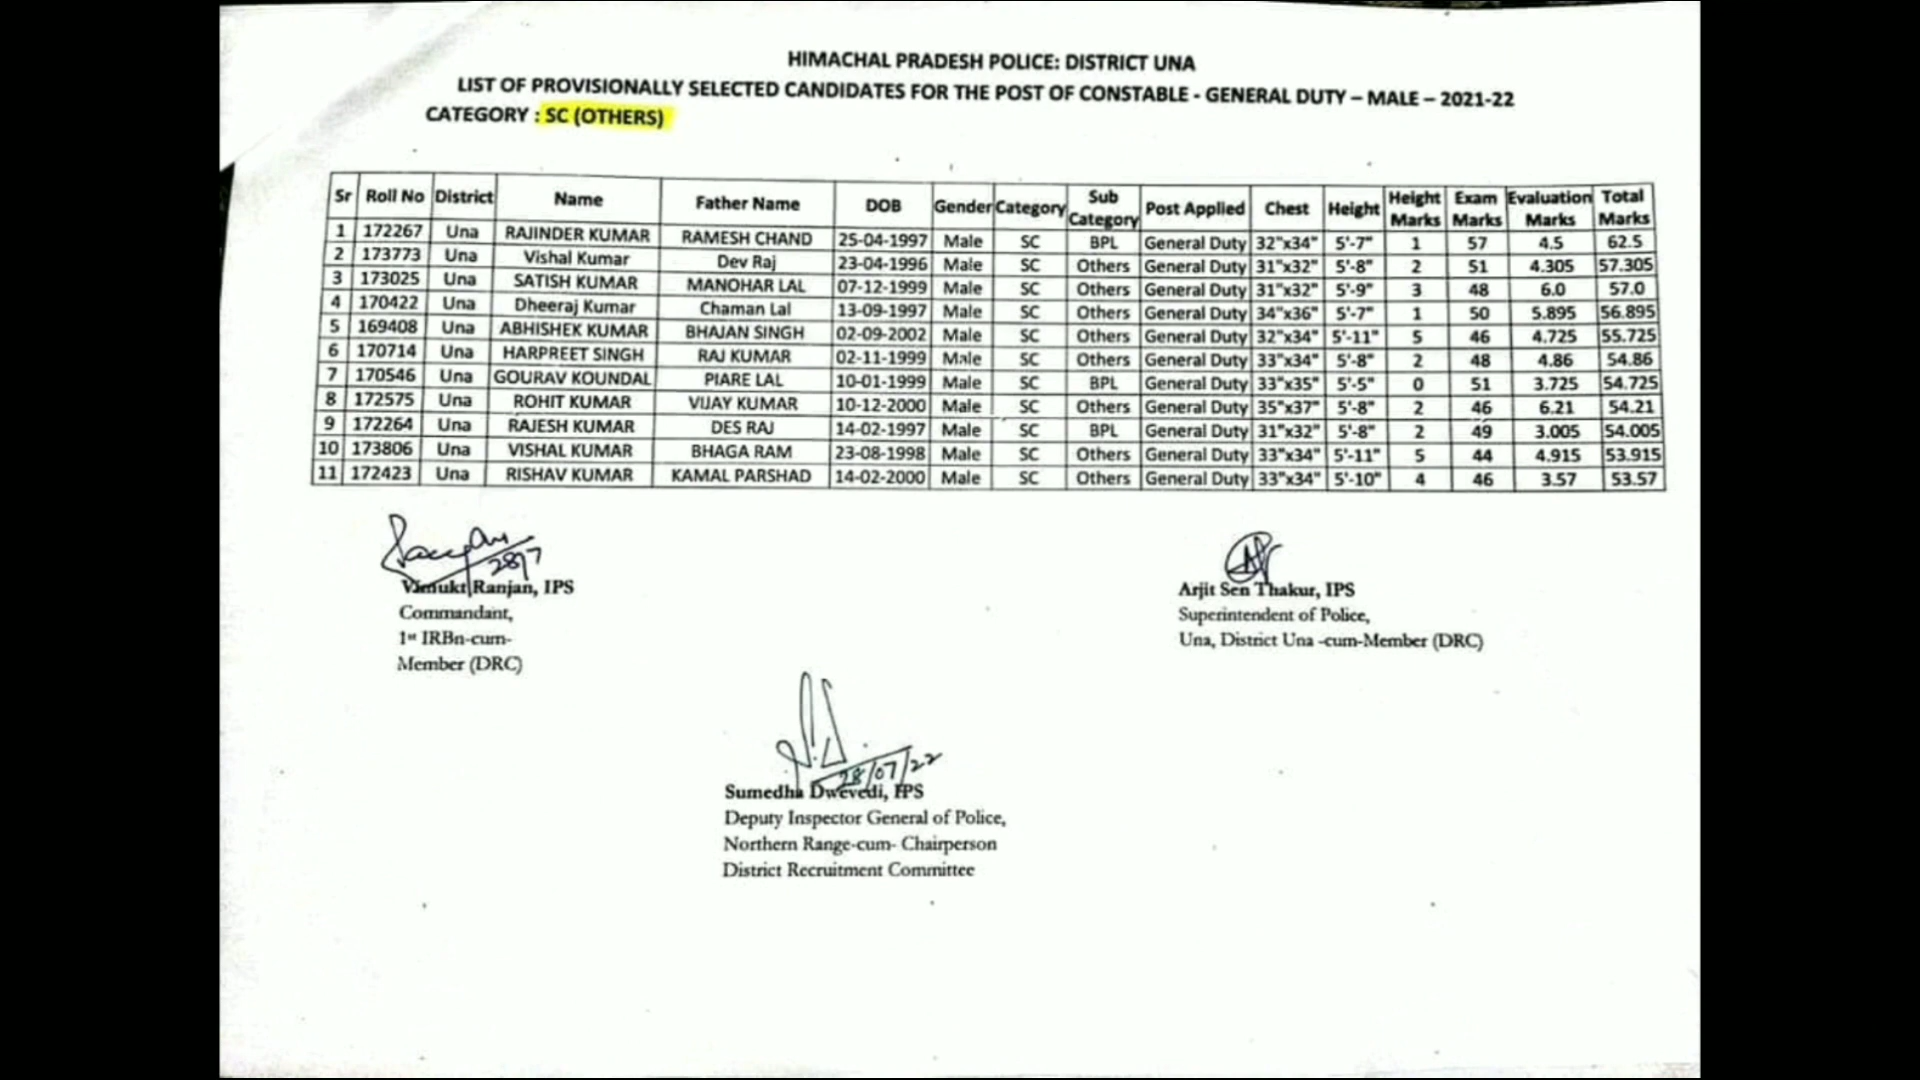 HIMACHAL PRADESH POLICE: DISTRICT UNA
LIST OF PROVISIONALLY SELECTED CANDIDATES FOR THE POST OF CONSTABLE - GENERAL DUTY – MALE – 2021-22
CATEGORY : SC (OTHERS)
Sr Roll No District Name Father Name DOB Gender Category Sub Category Post Applied Chest Height Height Marks Exam Marks Evaluation Marks Total Marks
1 172267 Una RAJINDER KUMAR RAMESH CHAND 25-04-1997 Male SC BPL General Duty 32"x34" 5'-7" 1 57 4.5 62.5
2 173773 Una Vishal Kumar Dev Raj 23-04-1996 Male SC Others General Duty 31"x32" 5'-8" 2 51 4.305 57.305
3 173025 Una SATISH KUMAR MANOHAR LAL 07-12-1999 Male SC Others General Duty 31"x32" 5'-9" 3 48 6.0 57.0
4 170422 Una Dheeraj Kumar Chaman Lal 13-09-1997 Male SC Others General Duty 34"x36" 5'-7" 1 50 5.895 56.895
5 169408 Una ABHISHEK KUMAR BHAJAN SINGH 02-09-2002 Male SC Others General Duty 32"x34" 5'-11" 5 46 4.725 55.725
6 170714 Una HARPREET SINGH RAJ KUMAR 02-11-1999 Male SC Others General Duty 33"x34" 5'-8" 2 48 4.86 54.86
7 170546 Una GOURAV KOUNDAL PIARE LAL 10-01-1999 Male SC BPL General Duty 33"x35" 5'-5" 0 51 3.725 54.725
8 172575 Una ROHIT KUMAR VIJAY KUMAR 10-12-2000 Male SC Others General Duty 35"x37" 5'-8" 2 46 6.21 54.21
9 172264 Una RAJESH KUMAR DES RAJ 14-02-1997 Male SC BPL General Duty 31"x32" 5'-8" 2 49 3.005 54.005
10 173806 Una VISHAL KUMAR BHAGA RAM 23-08-1998 Male SC Others General Duty 33"x34" 5'-11" 5 44 4.915 53.915
11 172423 Una RISHAV KUMAR KAMAL PARSHAD 14-02-2000 Male SC Others General Duty 33"x34" 5'-10" 4 46 3.57 53.57
28/7
Vimukt Ranjan, IPS
Commandant,
1st IRBn-cum-
Member (DRC)
Arjit Sen Thakur, IPS
Superintendent of Police,
Una, District Una -cum-Member (DRC)
28/07/22
Sumedha Dwevedi, IPS
Deputy Inspector General of Police,
Northern Range-cum- Chairperson
District Recruitment Committee